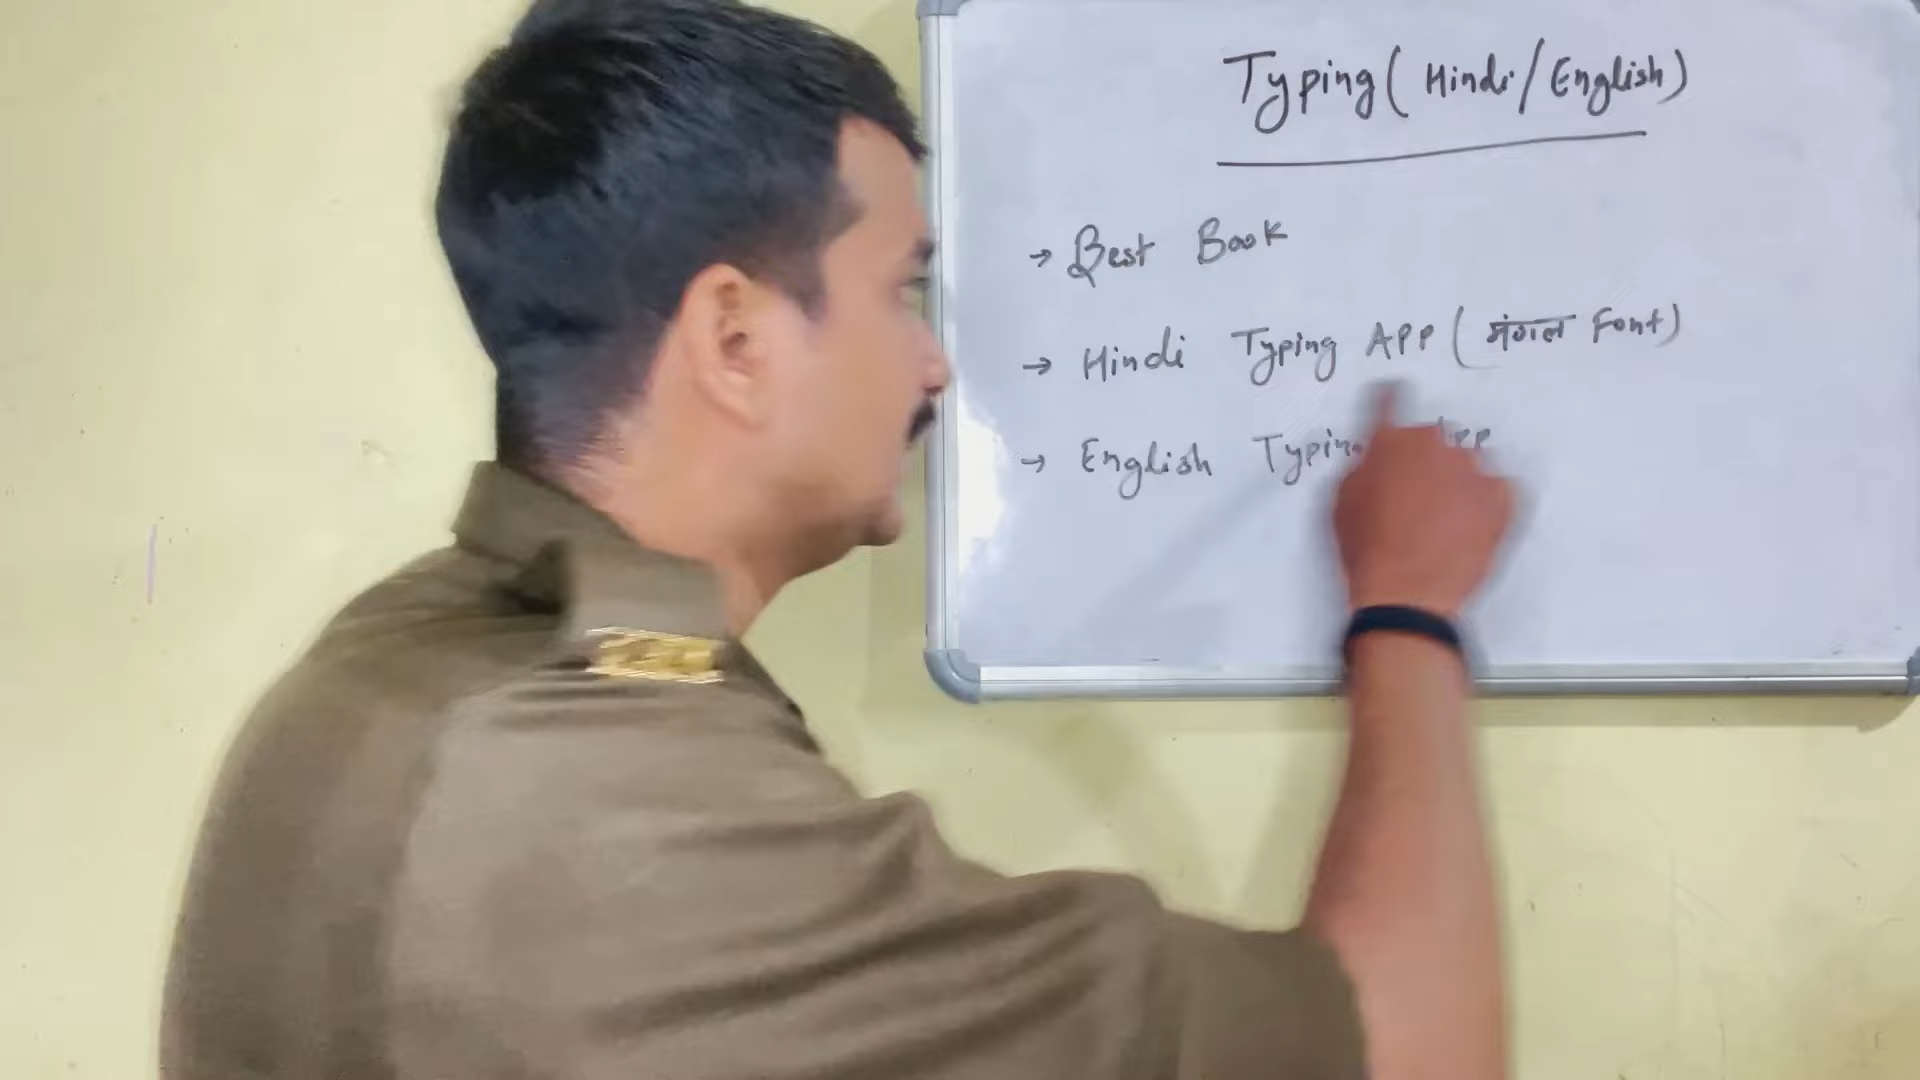 Typing ( Hindi / English )
→ Best Book
→ Hindi Typing APP ( मंगल Font )
→ English Typing App